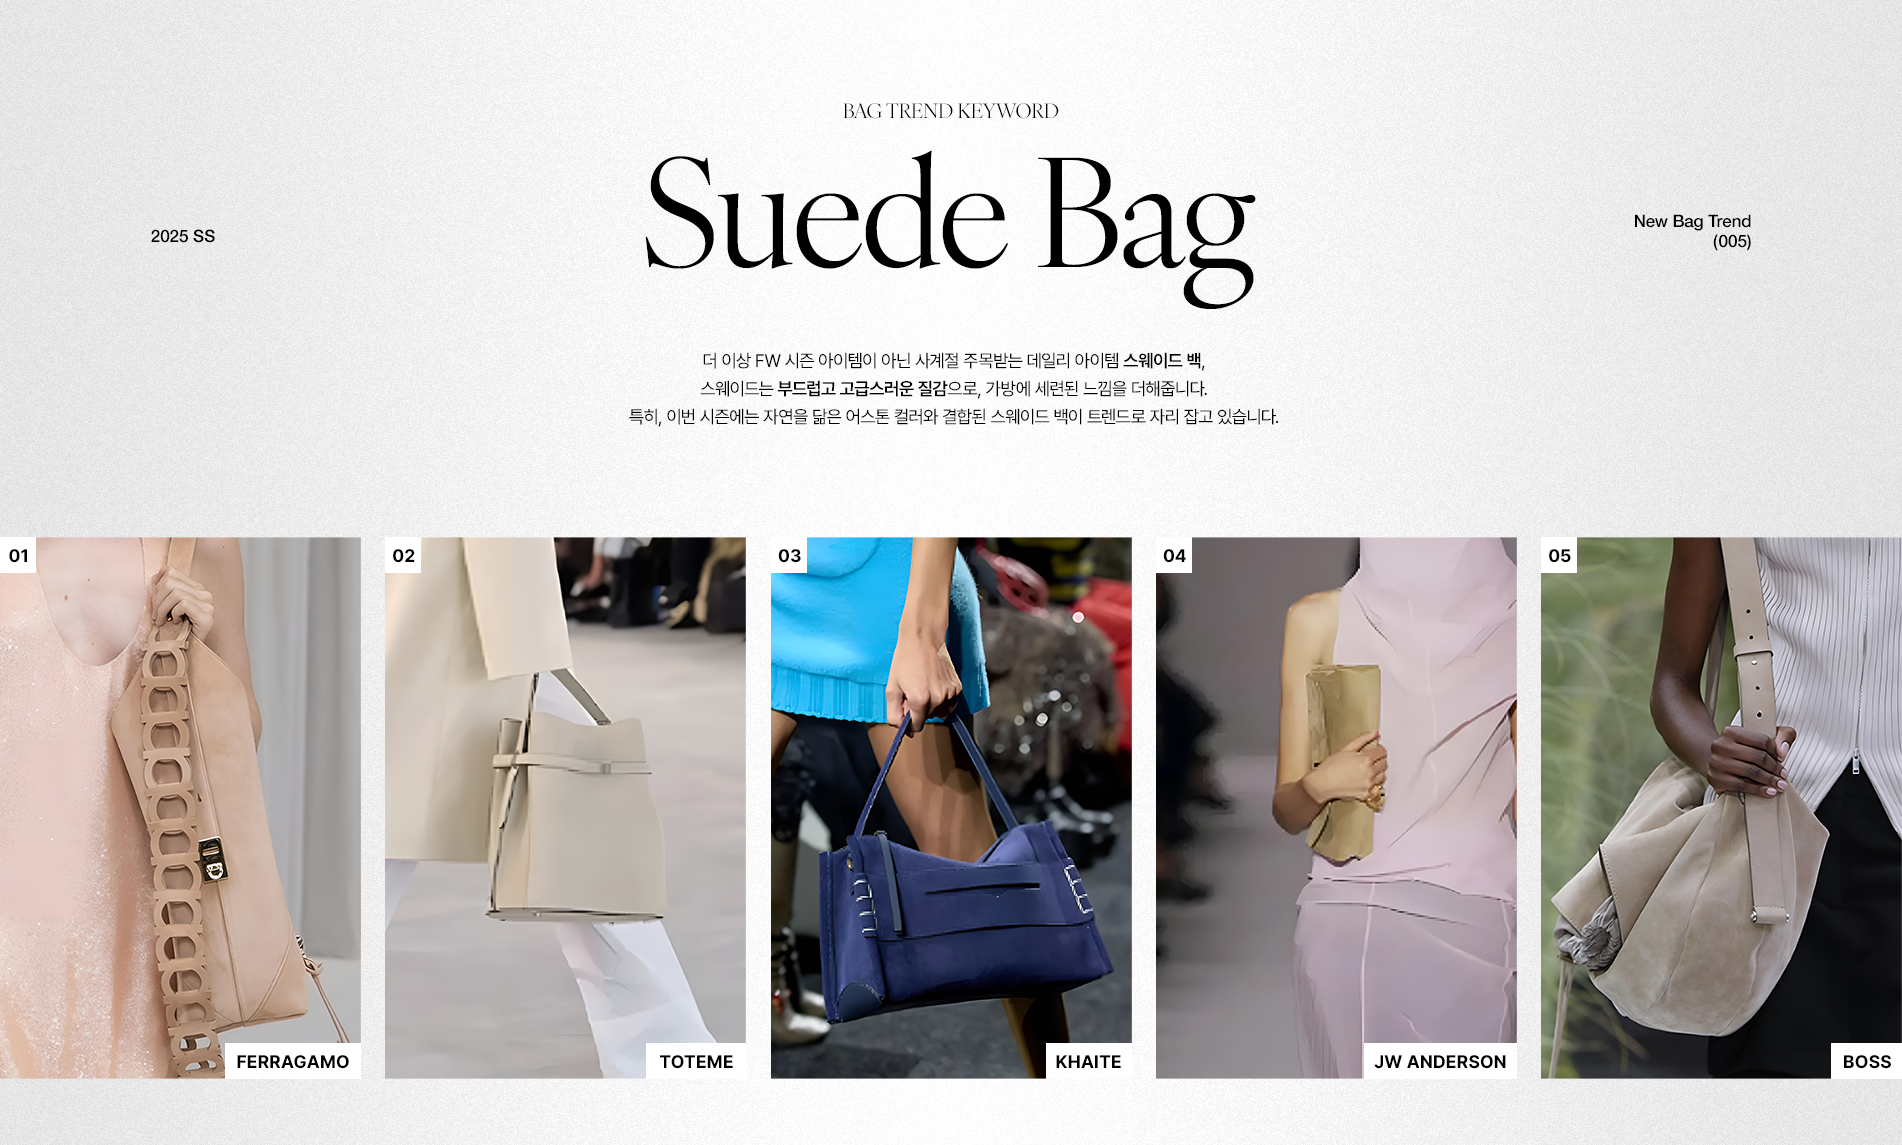 BAG TREND KEYWORD
Suede Bag
2025 SS
New Bag Trend
(005)
더 이상 FW 시즌 아이템이 아닌 사계절 주목받는 데일리 아이템 스웨이드 백,
스웨이드는 부드럽고 고급스러운 질감으로, 가방에 세련된 느낌을 더해줍니다.
특히, 이번 시즌에는 자연을 닮은 어스톤 컬러와 결합된 스웨이드 백이 트렌드로 자리 잡고 있습니다.
01
FERRAGAMO
02
TOTEME
03
KHAITE
04
JW ANDERSON
05
BOSS